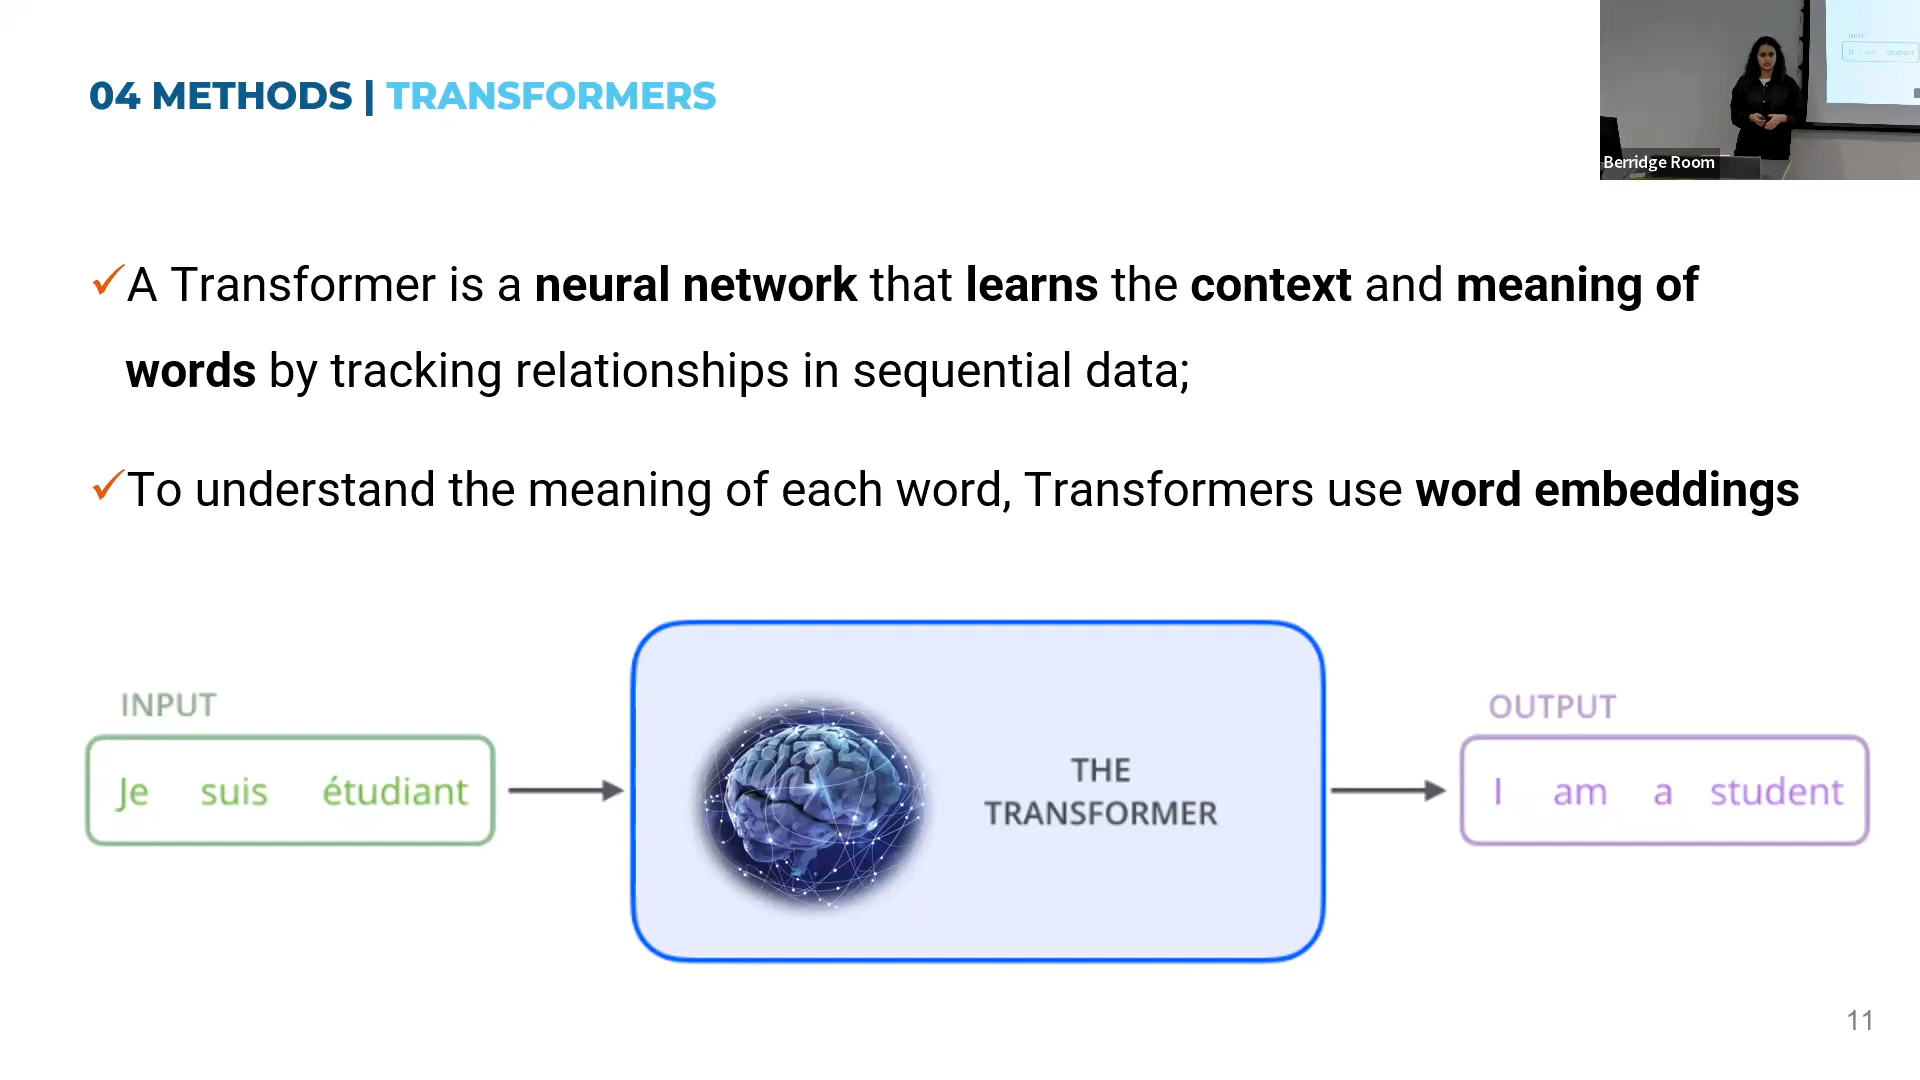 04 METHODS | TRANSFORMERS
Berridge Room
✓A Transformer is a neural network that learns the context and meaning of
words by tracking relationships in sequential data;
✓To understand the meaning of each word, Transformers use word embeddings
INPUT
Je suis étudiant
THE
TRANSFORMER
OUTPUT
I am a student
11